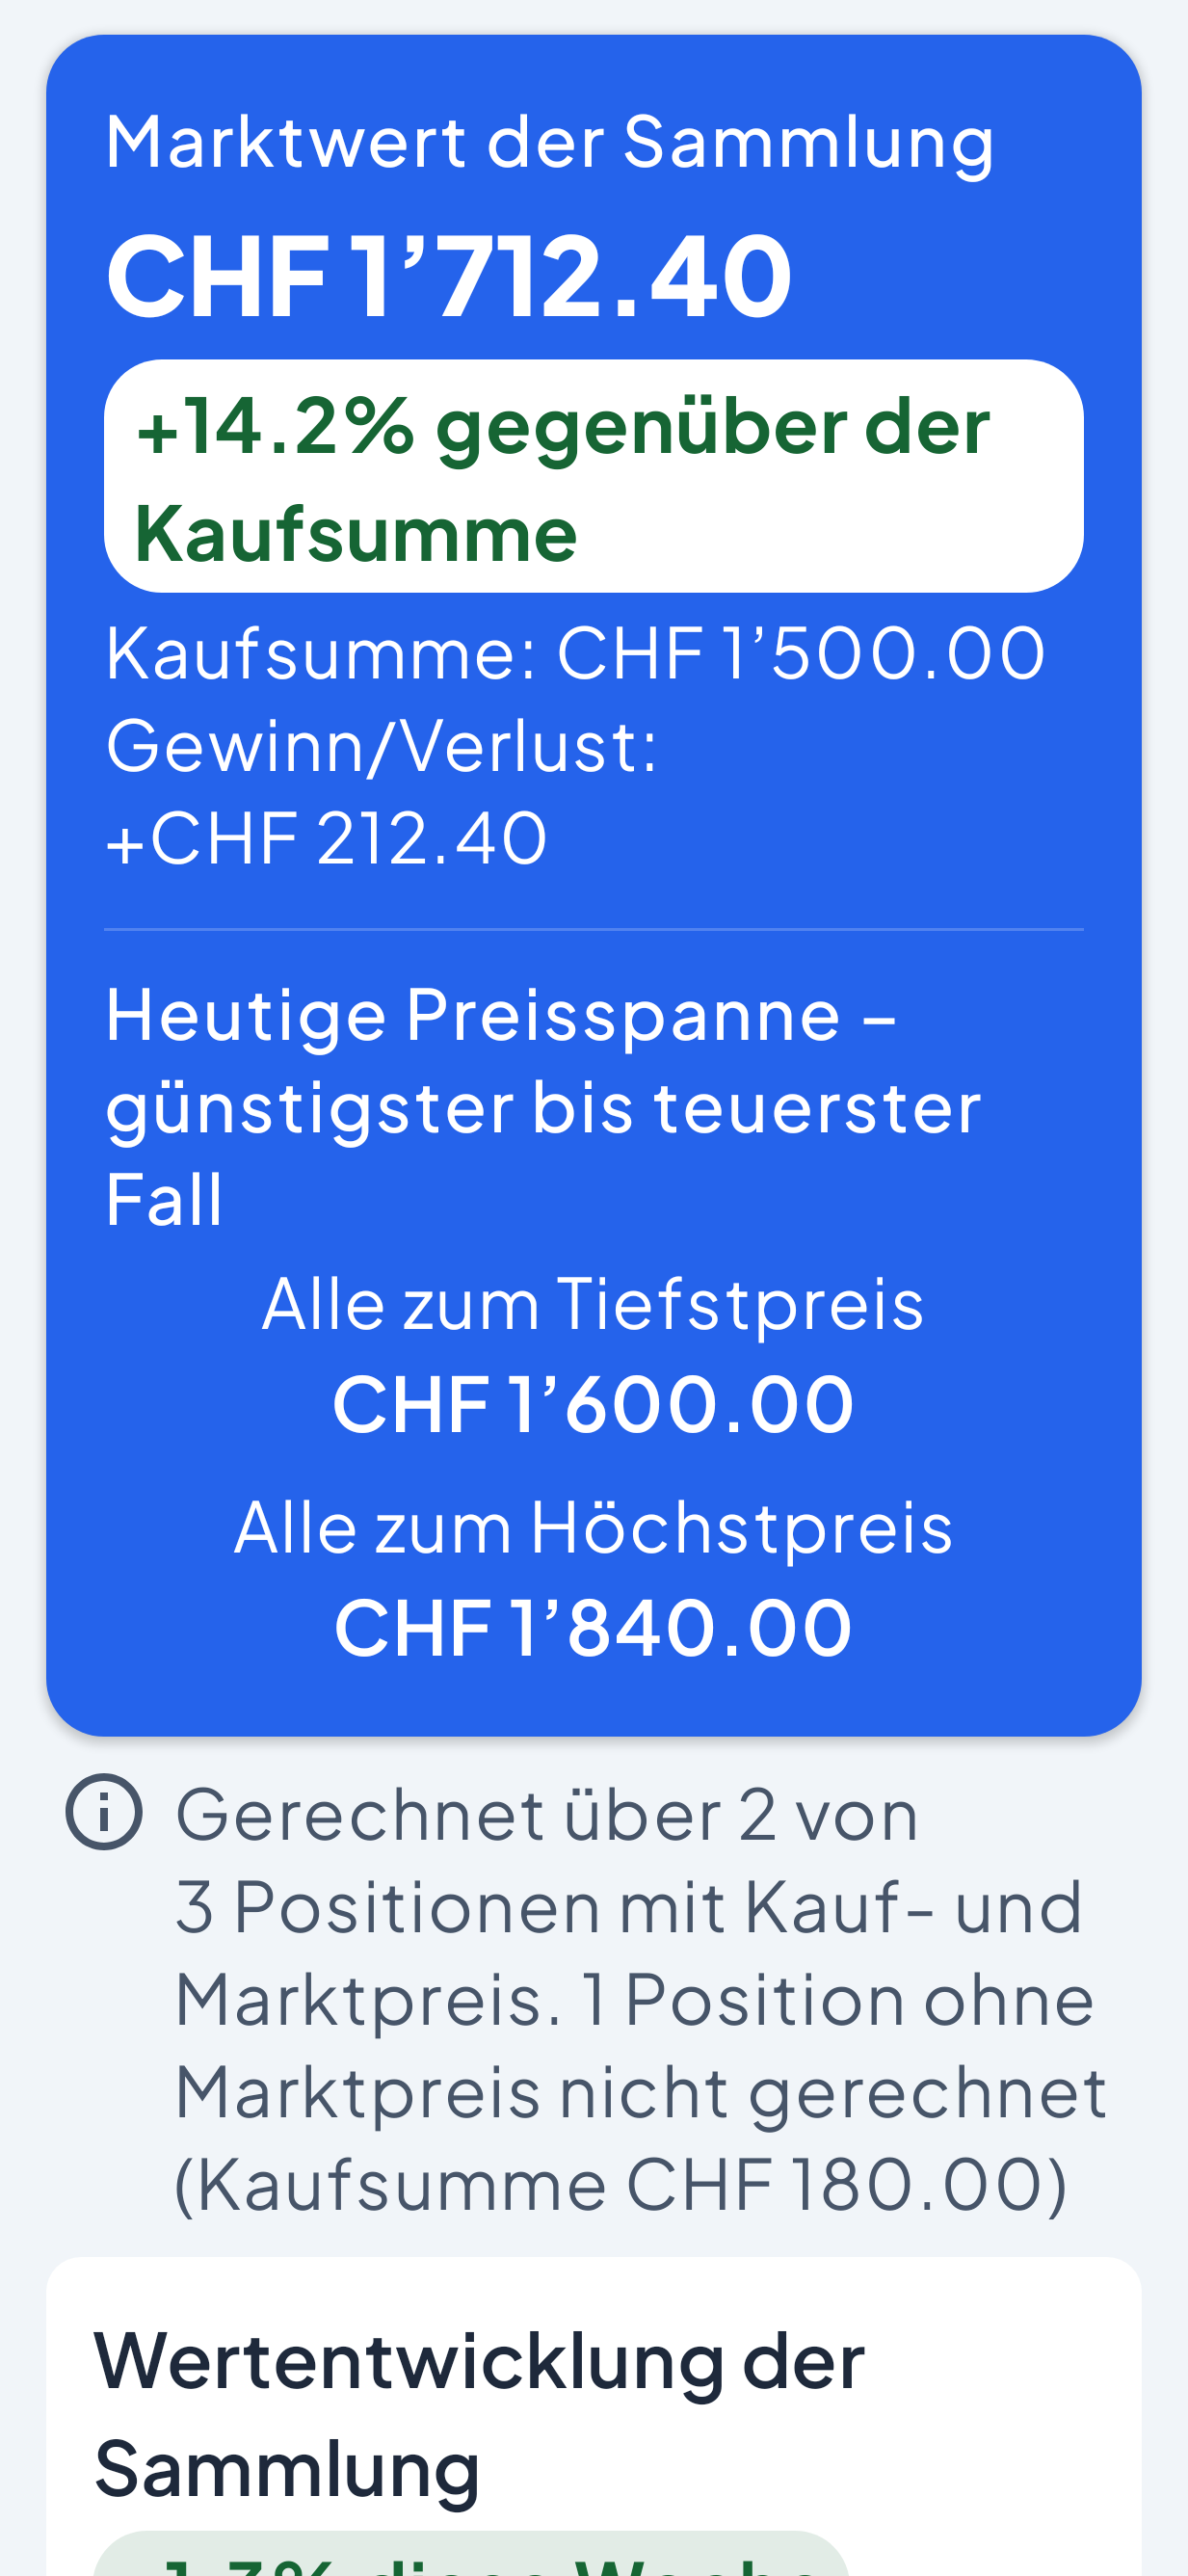 Marktwert der Sammlung
CHF 1’712.40
+14.2% gegenüber der
Kaufsumme
Kaufsumme: CHF 1’500.00
Gewinn/Verlust:
+CHF 212.40
Heutige Preisspanne –
günstigster bis teuerster
Fall
Alle zum Tiefstpreis
CHF 1’600.00
Alle zum Höchstpreis
CHF 1’840.00
Gerechnet über 2 von
3 Positionen mit Kauf- und
Marktpreis. 1 Position ohne
Marktpreis nicht gerechnet
(Kaufsumme CHF 180.00)
Wertentwicklung der
Sammlung